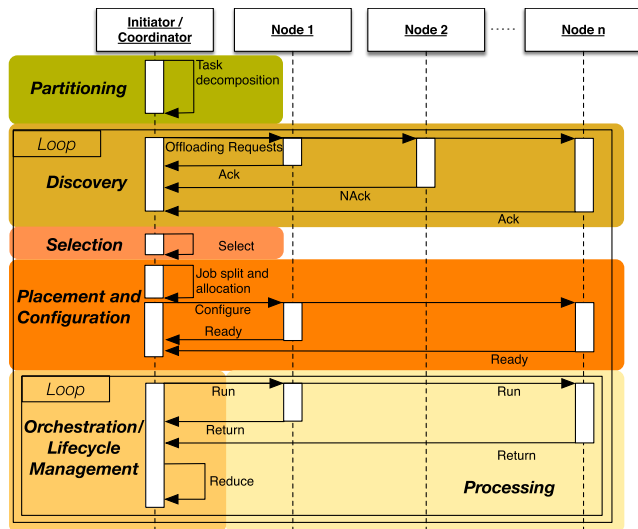 Initiator /
Coordinator
Node 1
Node 2
Node n
Partitioning
Task
decomposition
Loop
Offloading Requests
Ack
Discovery
NAck
Ack
Selection
Select
Job split and
allocation
Placement and
Configuration
Configure
Ready
Ready
Loop
Run
Run
Orchestration/
Lifecycle
Management
Return
Return
Reduce
Processing